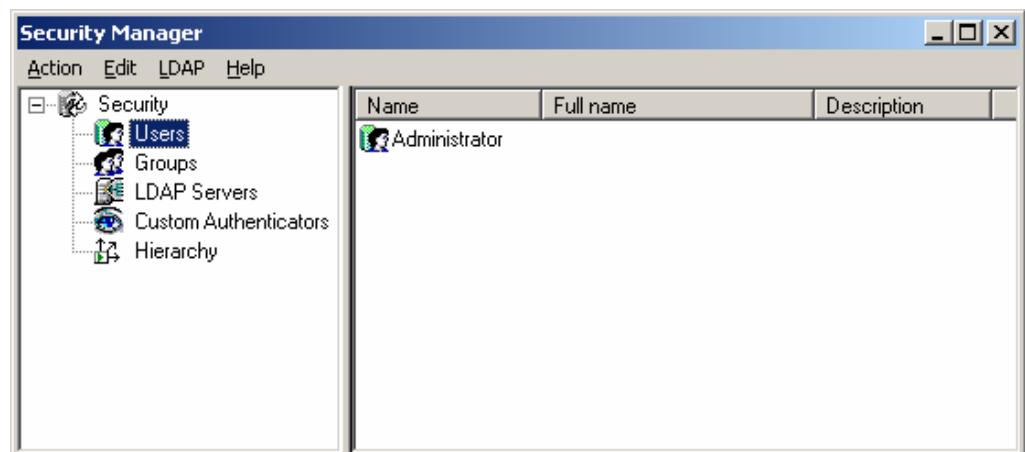 Security Manager
Action Edit LDAP Help
Security
Users
Groups
LDAP Servers
Custom Authenticators
Hierarchy
Name Full name Description
Administrator